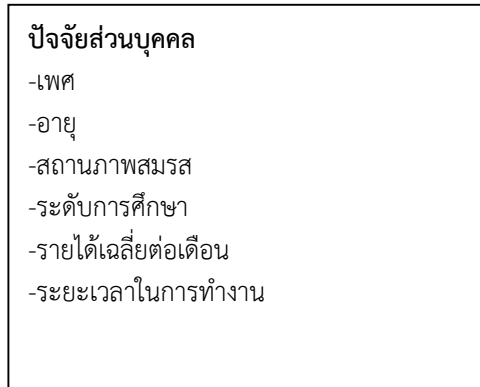 ปัจจัยส่วนบุคคล
-เพศ
-อายุ
-สถานภาพสมรส
-ระดับการศึกษา
-รายได้เฉลี่ยต่อเดือน
-ระยะเวลาในการทำงาน